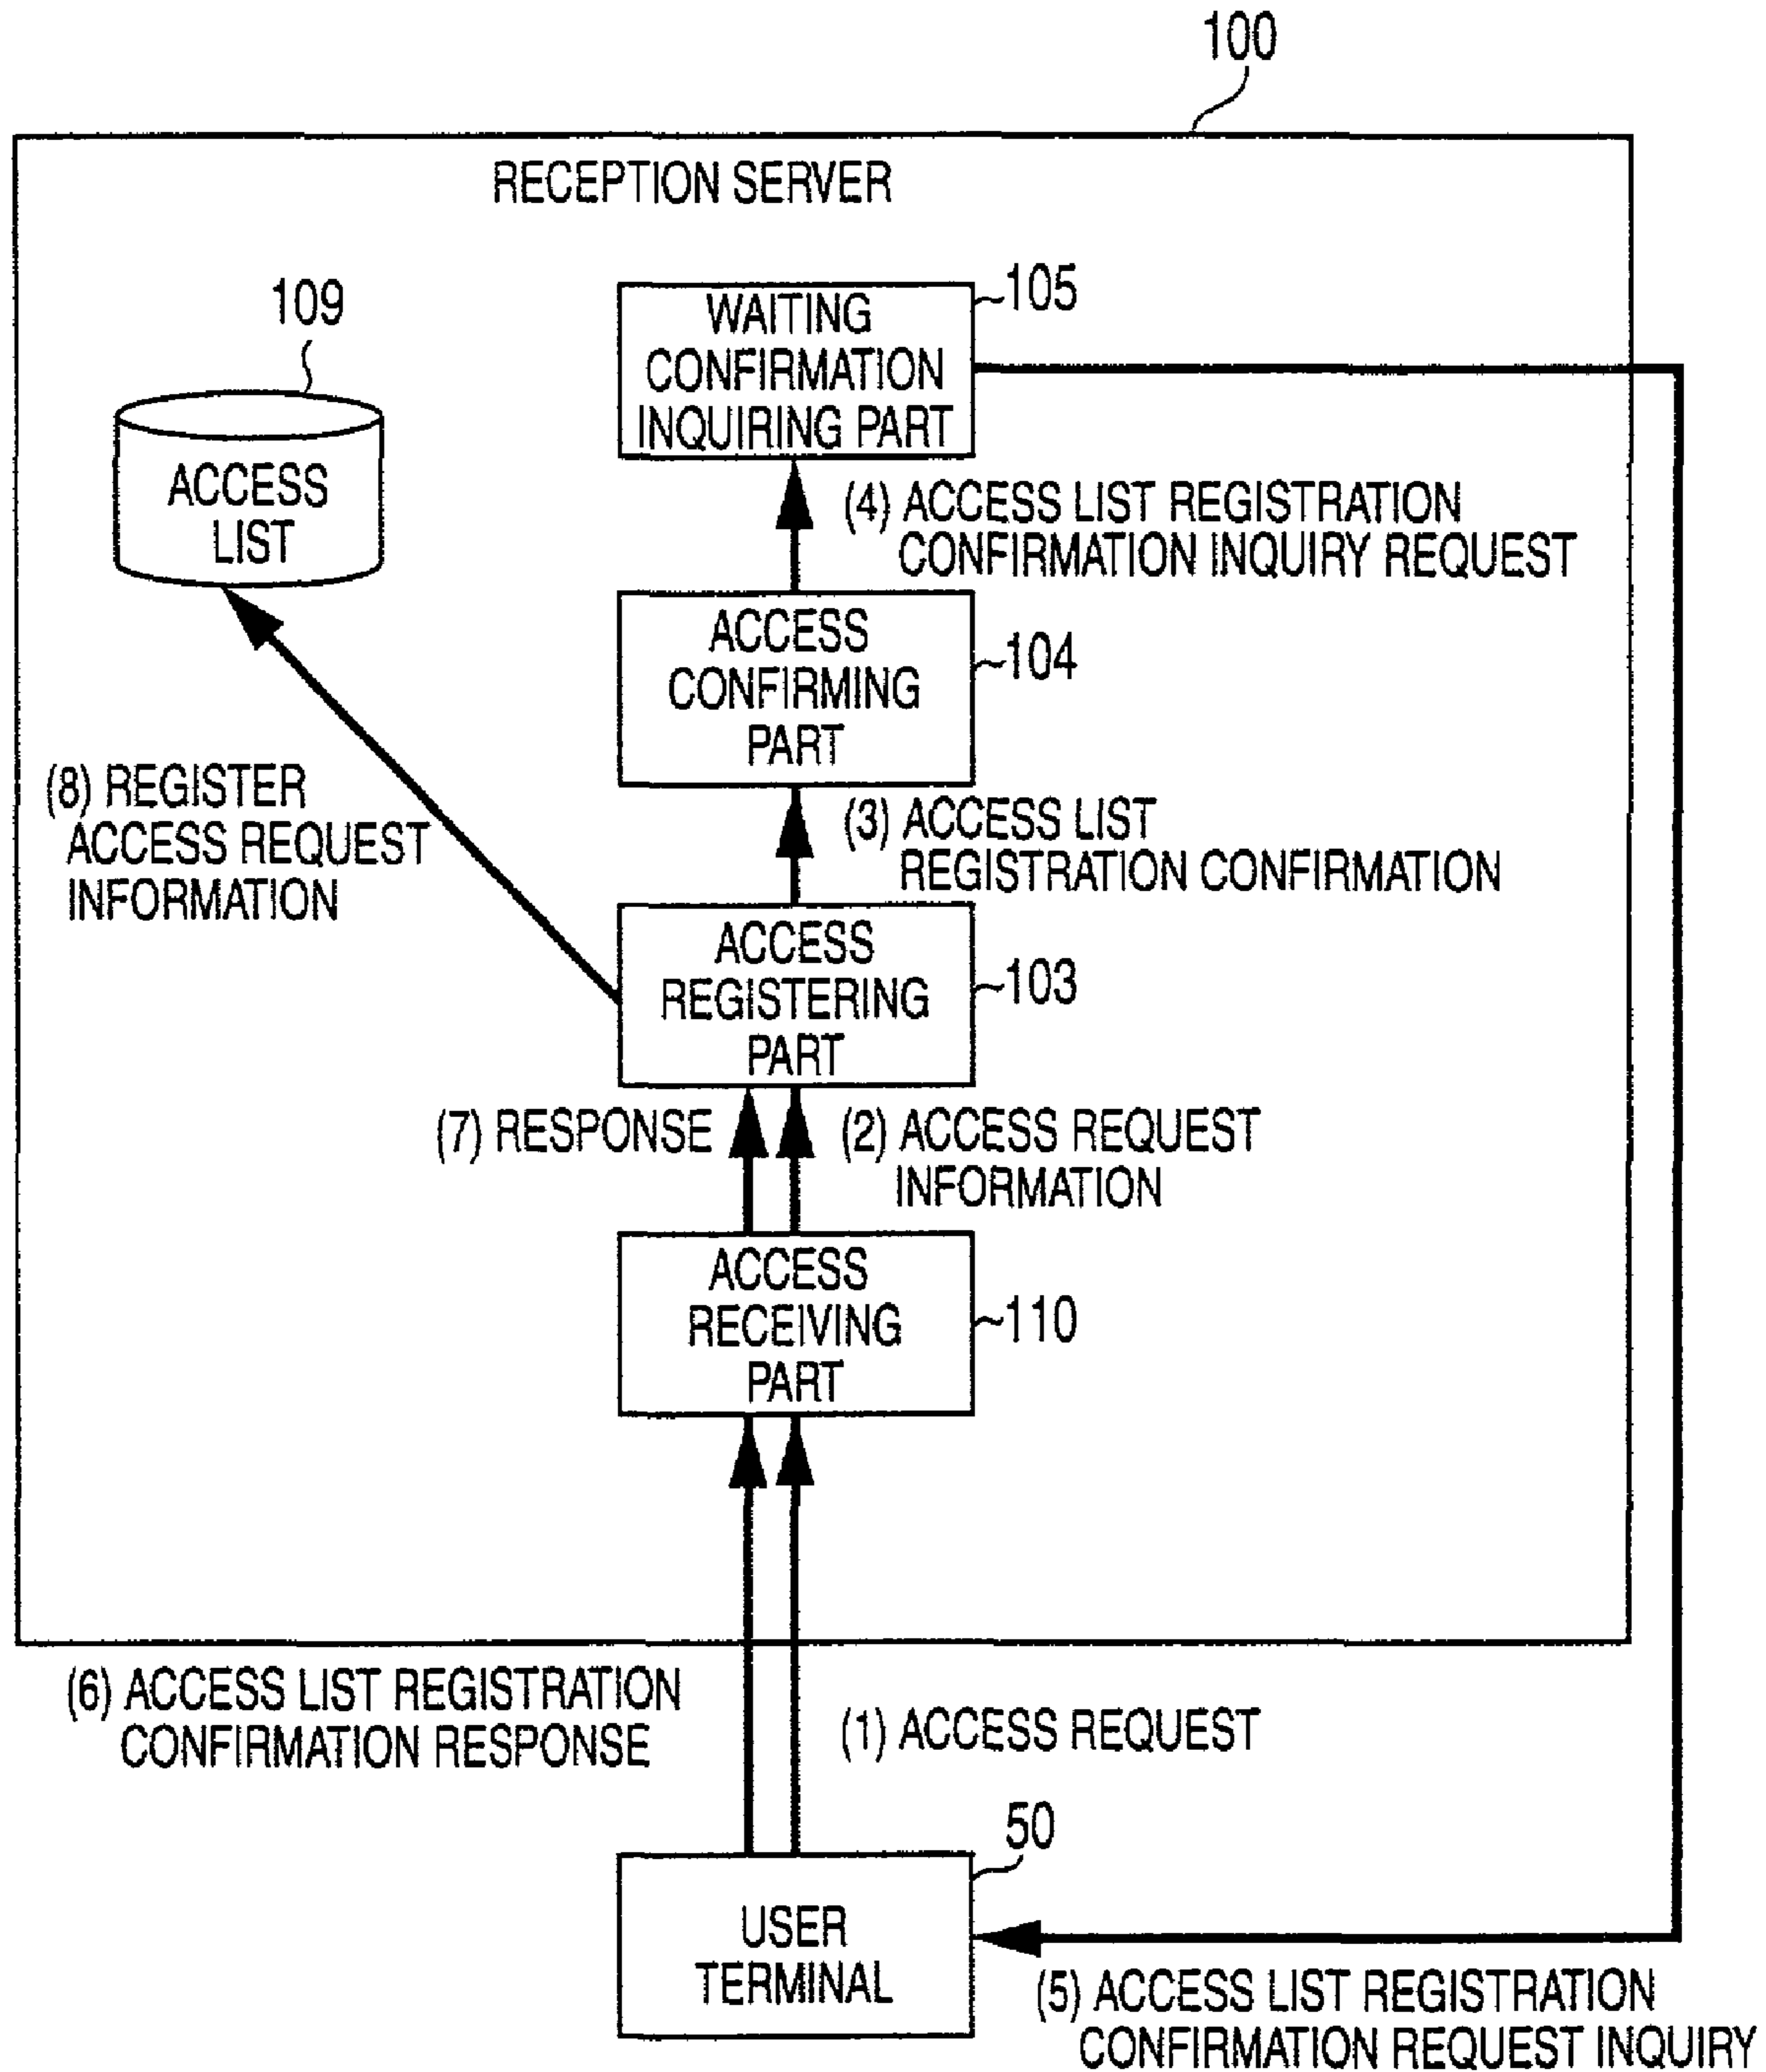 100
RECEPTION SERVER
109
ACCESS
LIST
WAITING
CONFIRMATION
INQUIRING PART
105
(4) ACCESS LIST REGISTRATION
CONFIRMATION INQUIRY REQUEST
ACCESS
CONFIRMING
PART
104
(8) REGISTER
ACCESS REQUEST
INFORMATION
(3) ACCESS LIST
REGISTRATION CONFIRMATION
ACCESS
REGISTERING
PART
103
(7) RESPONSE
(2) ACCESS REQUEST
INFORMATION
ACCESS
RECEIVING
PART
110
(6) ACCESS LIST REGISTRATION
CONFIRMATION RESPONSE
(1) ACCESS REQUEST
50
USER
TERMINAL
(5) ACCESS LIST REGISTRATION
CONFIRMATION REQUEST INQUIRY